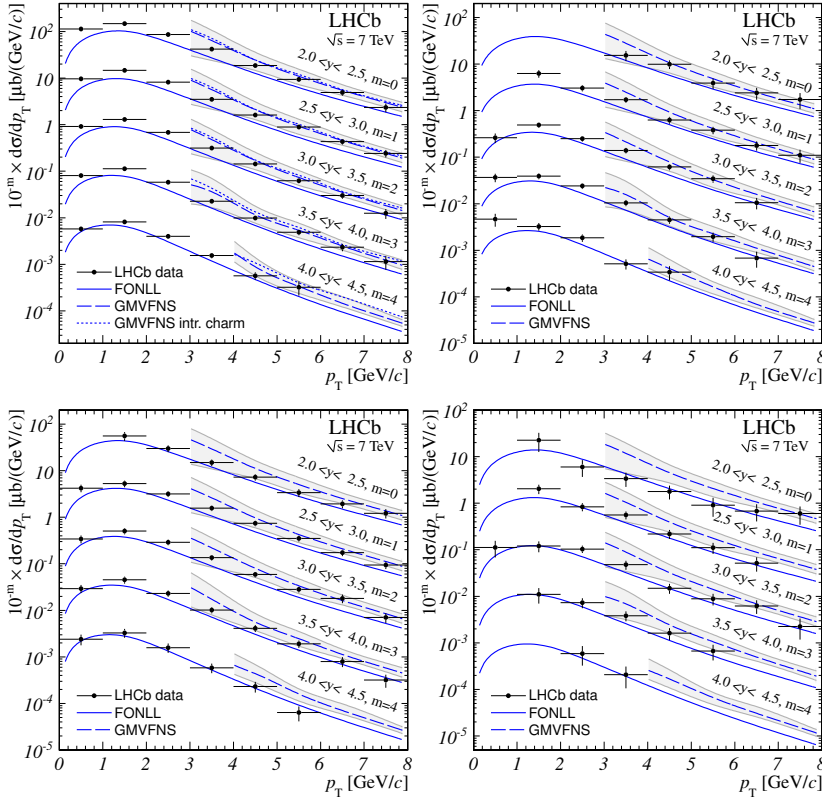 LHCb
√s = 7 TeV
10⁻ᵐ × dσ/dp_T [μb/(GeV/c)]
10²
10
1
10⁻¹
10⁻²
10⁻³
10⁻⁴
2.0 <y< 2.5, m=0
2.5 <y< 3.0, m=1
3.0 <y< 3.5, m=2
3.5 <y< 4.0, m=3
4.0 <y< 4.5, m=4
LHCb data
FONLL
GMVFNS
GMVFNS intr. charm
0 1 2 3 4 5 6 7 8
p_T [GeV/c]
LHCb
√s = 7 TeV
10⁻ᵐ × dσ/dp_T [μb/(GeV/c)]
10²
10
1
10⁻¹
10⁻²
10⁻³
10⁻⁴
10⁻⁵
2.0 <y< 2.5, m=0
2.5 <y< 3.0, m=1
3.0 <y< 3.5, m=2
3.5 <y< 4.0, m=3
4.0 <y< 4.5, m=4
LHCb data
FONLL
GMVFNS
0 1 2 3 4 5 6 7 8
p_T [GeV/c]
LHCb
√s = 7 TeV
10⁻ᵐ × dσ/dp_T [μb/(GeV/c)]
10²
10
1
10⁻¹
10⁻²
10⁻³
10⁻⁴
10⁻⁵
2.0 <y< 2.5, m=0
2.5 <y< 3.0, m=1
3.0 <y< 3.5, m=2
3.5 <y< 4.0, m=3
4.0 <y< 4.5, m=4
LHCb data
FONLL
GMVFNS
0 1 2 3 4 5 6 7 8
p_T [GeV/c]
LHCb
√s = 7 TeV
10⁻ᵐ × dσ/dp_T [μb/(GeV/c)]
10²
10
1
10⁻¹
10⁻²
10⁻³
10⁻⁴
10⁻⁵
2.0 <y< 2.5, m=0
2.5 <y< 3.0, m=1
3.0 <y< 3.5, m=2
3.5 <y< 4.0, m=3
4.0 <y< 4.5, m=4
LHCb data
FONLL
GMVFNS
0 1 2 3 4 5 6 7 8
p_T [GeV/c]